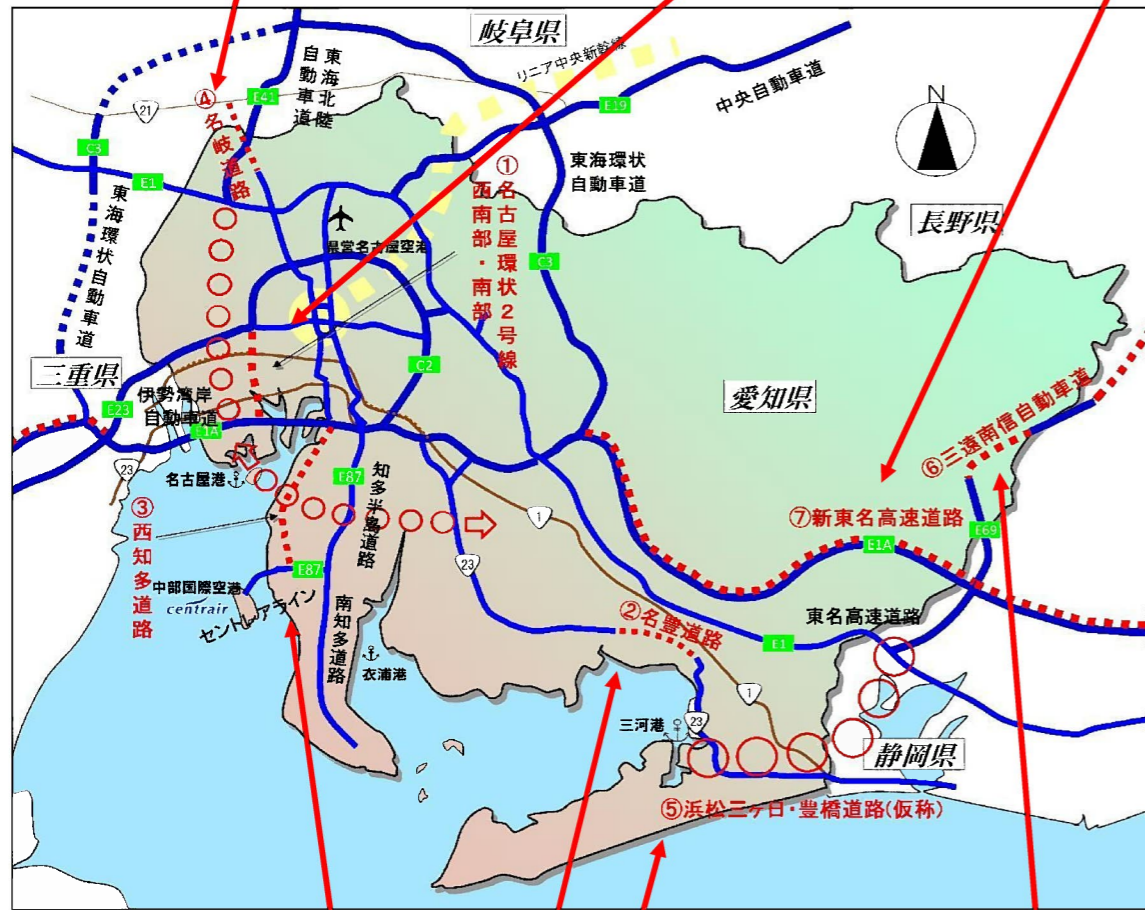 岐阜県
リニア中央新幹線
中央自動車道
東海北陸
自動車道
④名岐道路
E41
E19
21
C3
E1
東海環状自動車道
①名古屋環状2号線
西南部・南部
東海環状
自動車道
N
長野県
県営名古屋空港
C3
C2
三重県
伊勢湾岸
自動車道
E23
E1A
23
愛知県
⑥三遠南信自動車道
名古屋港
E87
知多半島道路
③西知多道路
1
⑦新東名高速道路
E1A
E69
23
中部国際空港
centrair
E87
セントレアライン
南知多道路
衣浦港
②名豊道路
東名高速道路
E1
1
三河港
23
静岡県
⑤浜松三ヶ日・豊橋道路(仮称)